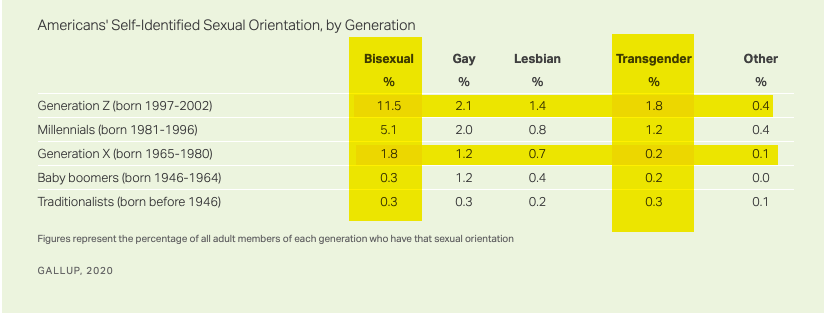 Americans' Self-Identified Sexual Orientation, by Generation
Bisexual Gay Lesbian Transgender Other
% % % % %
Generation Z (born 1997-2002) 11.5 2.1 1.4 1.8 0.4
Millennials (born 1981-1996) 5.1 2.0 0.8 1.2 0.4
Generation X (born 1965-1980) 1.8 1.2 0.7 0.2 0.1
Baby boomers (born 1946-1964) 0.3 1.2 0.4 0.2 0.0
Traditionalists (born before 1946) 0.3 0.3 0.2 0.3 0.1
Figures represent the percentage of all adult members of each generation who have that sexual orientation
GALLUP, 2020